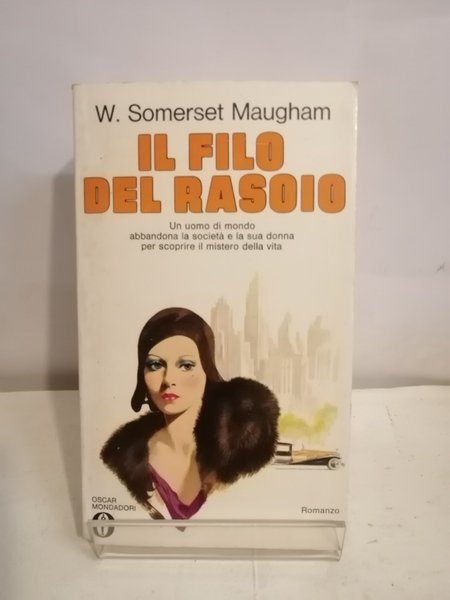 W. Somerset Maugham
IL FILO
DEL RASOIO
Un uomo di mondo
abbandona la società e la sua donna
per scoprire il mistero della vita
OSCAR
MONDADORI
Romanzo